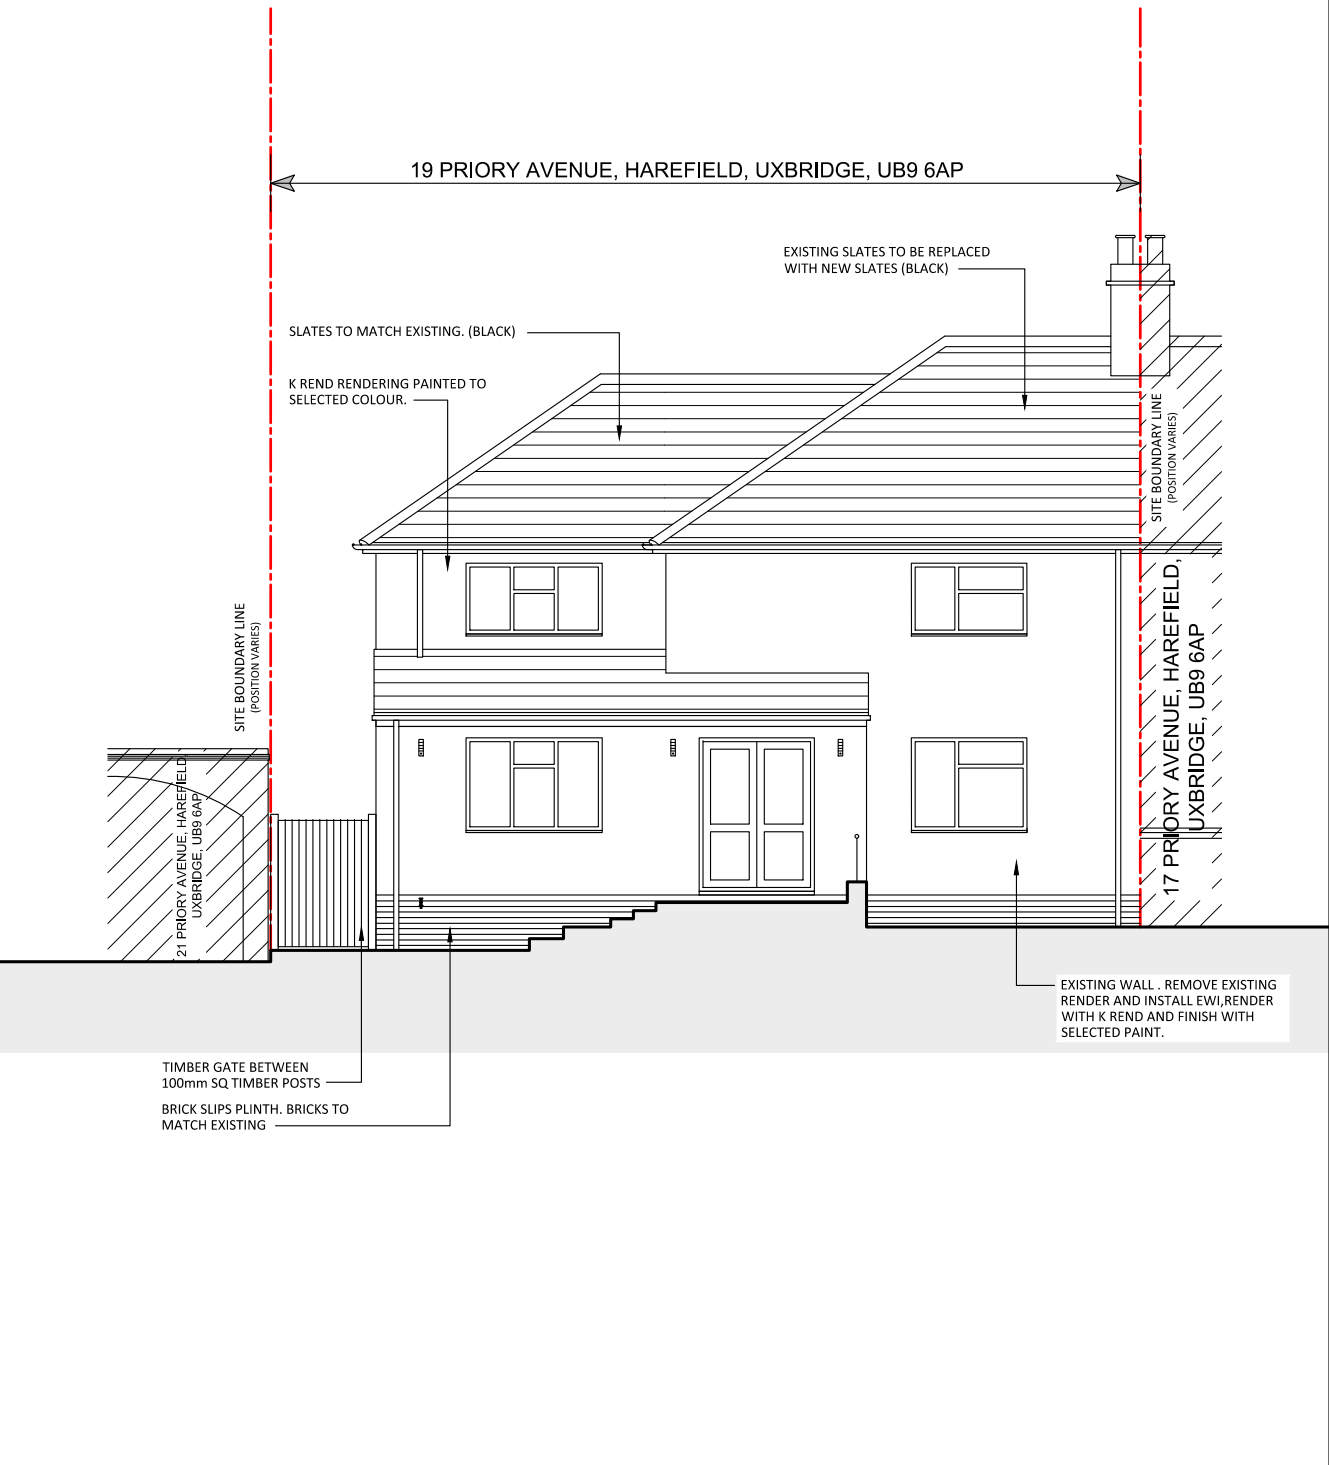 19 PRIORY AVENUE, HAREFIELD, UXBRIDGE, UB9 6AP
EXISTING SLATES TO BE REPLACED
WITH NEW SLATES (BLACK)
SLATES TO MATCH EXISTING. (BLACK)
K REND RENDERING PAINTED TO
SELECTED COLOUR.
SITE BOUNDARY LINE
(POSITION VARIES)
SITE BOUNDARY LINE
(POSITION VARIES)
17 PRIORY AVENUE, HAREFIELD,
UXBRIDGE, UB9 6AP
21 PRIORY AVENUE, HAREFIELD,
UXBRIDGE, UB9 6AP
EXISTING WALL . REMOVE EXISTING
RENDER AND INSTALL EWI,RENDER
WITH K REND AND FINISH WITH
SELECTED PAINT.
TIMBER GATE BETWEEN
100mm SQ TIMBER POSTS
BRICK SLIPS PLINTH. BRICKS TO
MATCH EXISTING